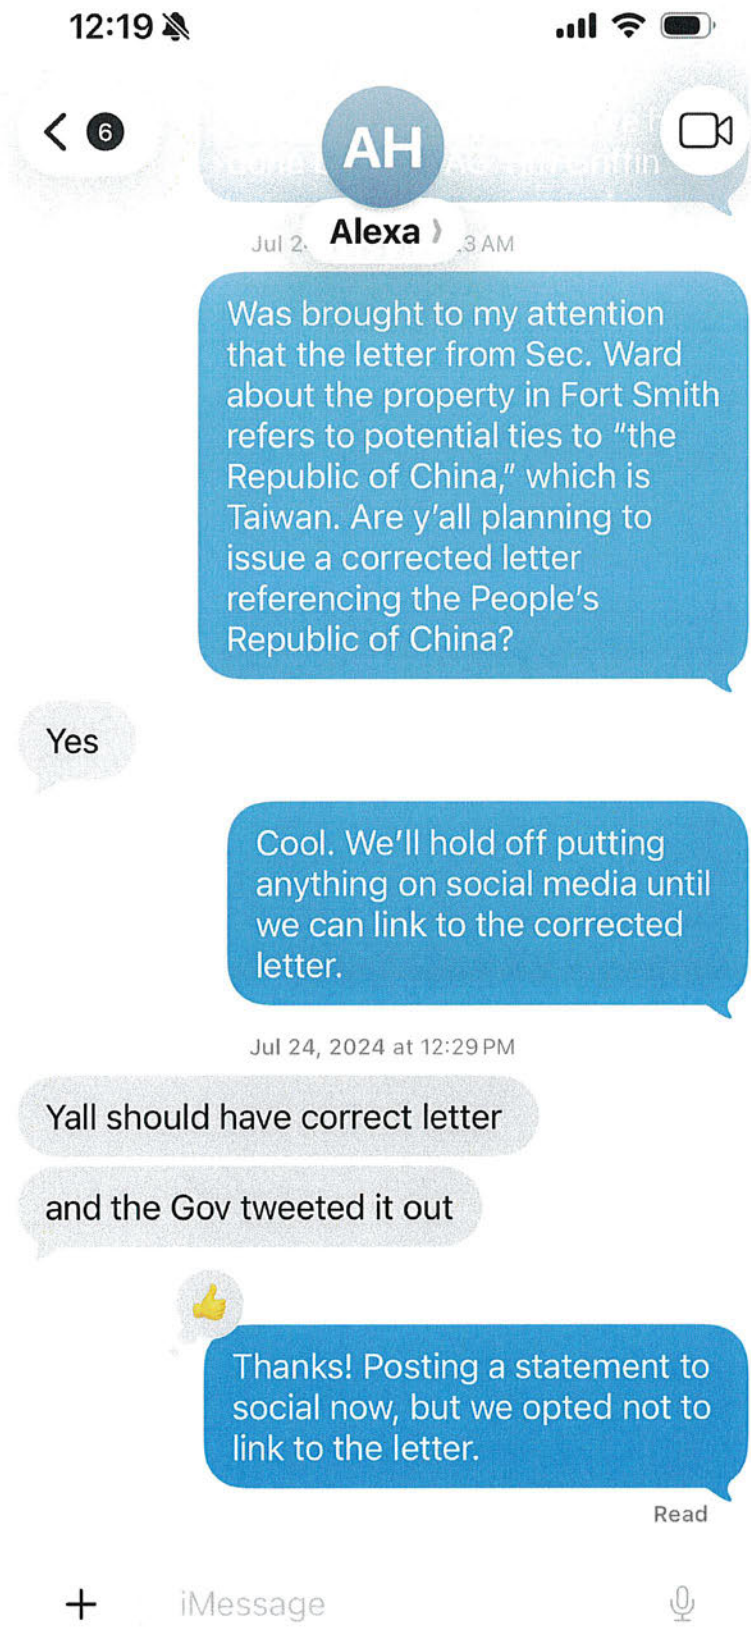 12:19
6
AH
Griffin
Alexa
Jul 2
3 AM
Was brought to my attention
that the letter from Sec. Ward
about the property in Fort Smith
refers to potential ties to “the
Republic of China,” which is
Taiwan. Are y’all planning to
issue a corrected letter
referencing the People’s
Republic of China?
Yes
Cool. We’ll hold off putting
anything on social media until
we can link to the corrected
letter.
Jul 24, 2024 at 12:29 PM
Yall should have correct letter
and the Gov tweeted it out
Thanks! Posting a statement to
social now, but we opted not to
link to the letter.
Read
iMessage